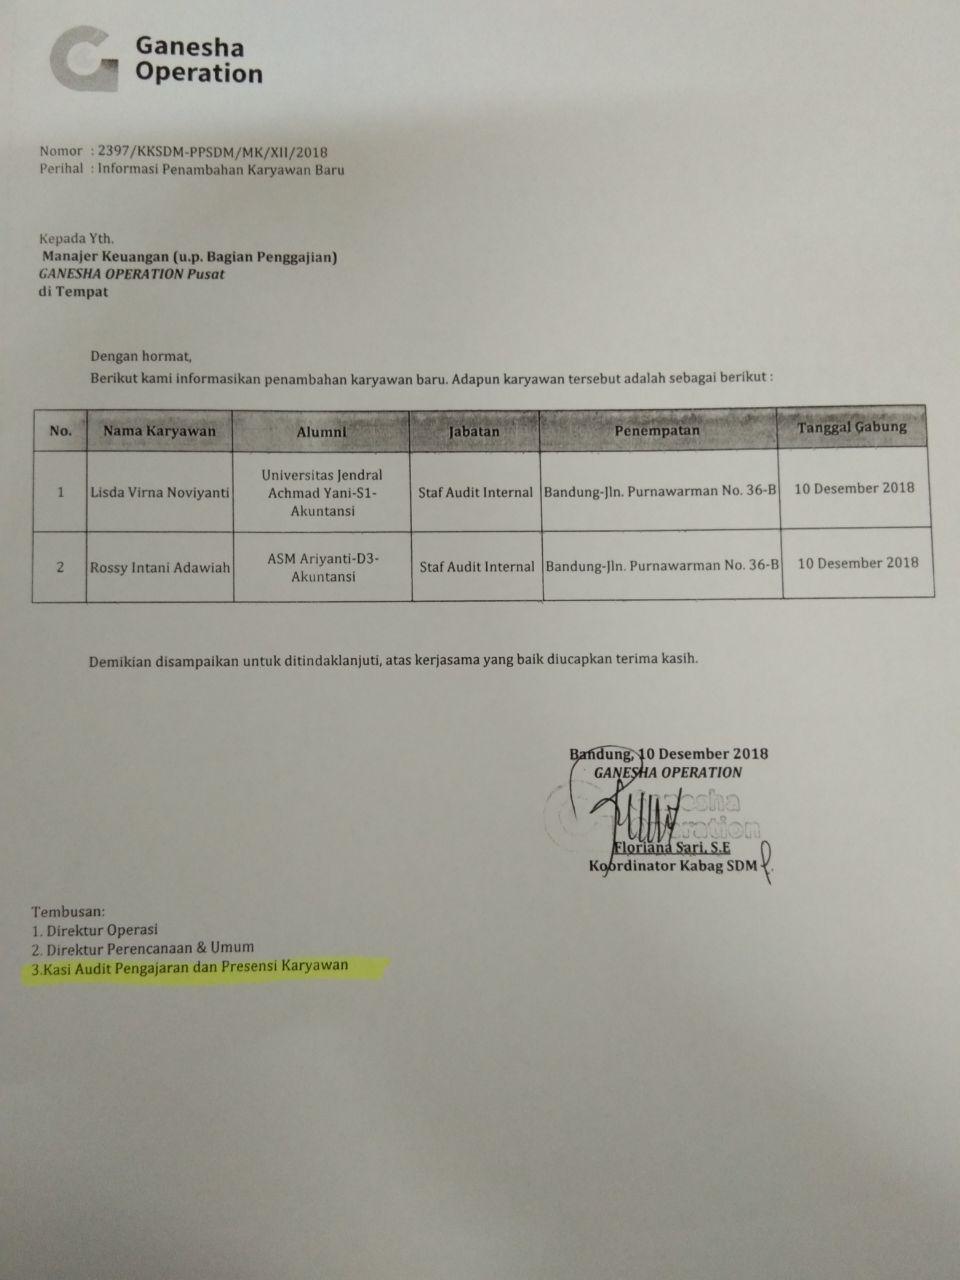 Ganesha
Operation
Nomor : 2397/KKSDM-PPSDM/MK/XII/2018
Perihal : Informasi Penambahan Karyawan Baru
Kepada Yth.
Manajer Keuangan (u.p. Bagian Penggajian)
GANESHA OPERATION Pusat
di Tempat
Dengan hormat,
Berikut kami informasikan penambahan karyawan baru. Adapun karyawan tersebut adalah sebagai berikut :
No. Nama Karyawan Alumni Jabatan Penempatan Tanggal Gabung
Universitas Jendral
1 Lisda Virna Noviyanti Achmad Yani-S1- Staf Audit Internal Bandung-Jln. Purnawarman No. 36-B 10 Desember 2018
Akuntansi
ASM Ariyanti-D3-
2 Rossy Intani Adawiah Akuntansi Staf Audit Internal Bandung-Jln. Purnawarman No. 36-B 10 Desember 2018
Demikian disampaikan untuk ditindaklanjuti, atas kerjasama yang baik diucapkan terima kasih.
Bandung, 10 Desember 2018
GANESHA OPERATION
Ganesha
Operation
Floriana Sari. S.E
Koordinator Kabag SDM
Tembusan:
1. Direktur Operasi
2. Direktur Perencanaan & Umum
3.Kasi Audit Pengajaran dan Presensi Karyawan